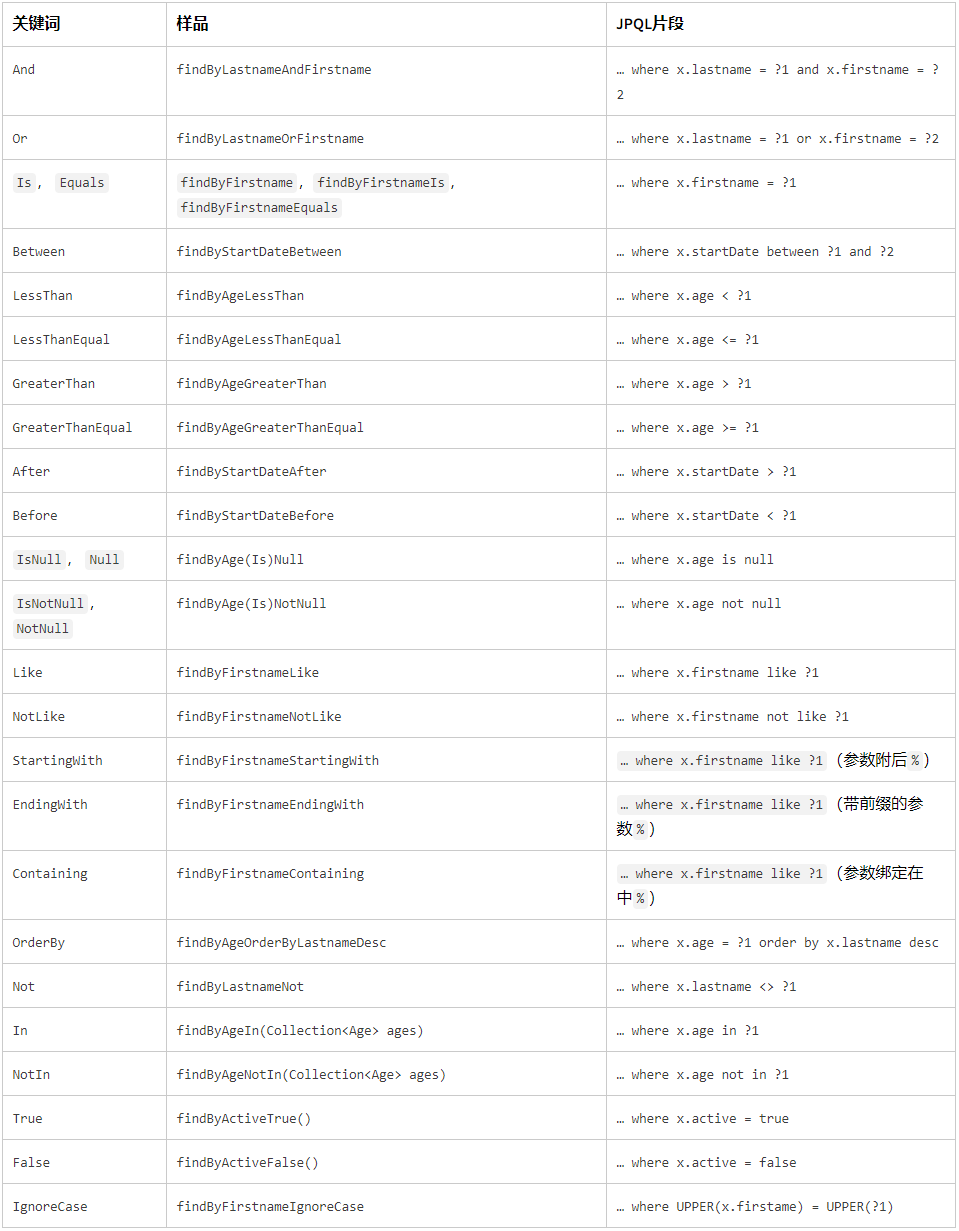 关键词 样品 JPQL片段
And findByLastnameAndFirstname … where x.lastname = ?1 and x.firstname = ?
2
Or findByLastnameOrFirstname … where x.lastname = ?1 or x.firstname = ?2
Is, Equals findByFirstname, findByFirstnameIs, … where x.firstname = ?1
findByFirstnameEquals
Between findByStartDateBetween … where x.startDate between ?1 and ?2
LessThan findByAgeLessThan … where x.age < ?1
LessThanEqual findByAgeLessThanEqual … where x.age <= ?1
GreaterThan findByAgeGreaterThan … where x.age > ?1
GreaterThanEqual findByAgeGreaterThanEqual … where x.age >= ?1
After findByStartDateAfter … where x.startDate > ?1
Before findByStartDateBefore … where x.startDate < ?1
IsNull, Null findByAge(Is)Null … where x.age is null
IsNotNull, findByAge(Is)NotNull … where x.age not null
NotNull
Like findByFirstnameLike … where x.firstname like ?1
NotLike findByFirstnameNotLike … where x.firstname not like ?1
StartingWith findByFirstnameStartingWith … where x.firstname like ?1（参数附后%）
EndingWith findByFirstnameEndingWith … where x.firstname like ?1（带前缀的参
数%）
Containing findByFirstnameContaining … where x.firstname like ?1（参数绑定在
中%）
OrderBy findByAgeOrderByLastnameDesc … where x.age = ?1 order by x.lastname desc
Not findByLastnameNot … where x.lastname <> ?1
In findByAgeIn(Collection<Age> ages) … where x.age in ?1
NotIn findByAgeNotIn(Collection<Age> ages) … where x.age not in ?1
True findByActiveTrue() … where x.active = true
False findByActiveFalse() … where x.active = false
IgnoreCase findByFirstnameIgnoreCase … where UPPER(x.firstame) = UPPER(?1)